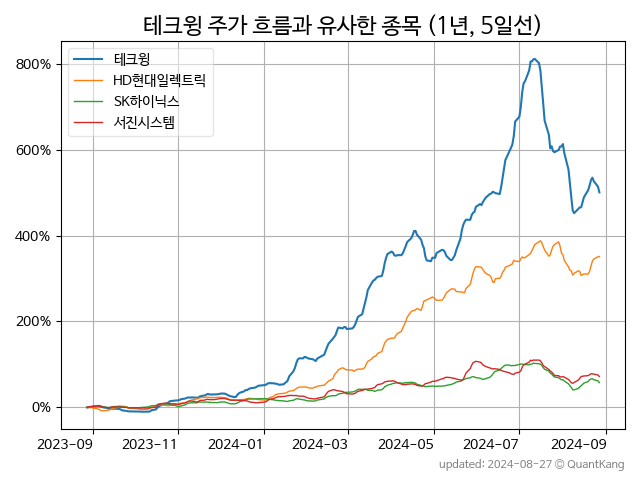 테크윙 주가 흐름과 유사한 종목 (1년, 5일선)
테크윙
HD현대일렉트릭
SK하이닉스
서진시스템
800%
600%
400%
200%
0%
2023-09 2023-11 2024-01 2024-03 2024-05 2024-07 2024-09
updated: 2024-08-27 © QuantKang